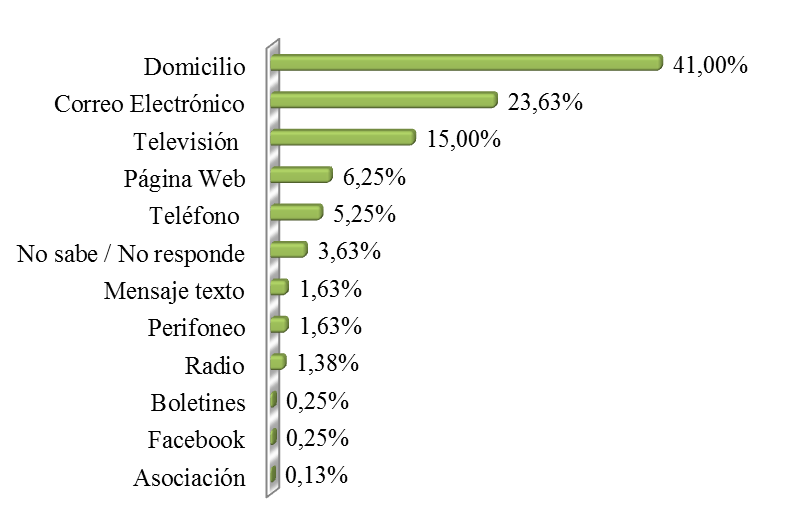 Domicilio 41,00%
Correo Electrónico 23,63%
Televisión 15,00%
Página Web 6,25%
Teléfono 5,25%
No sabe / No responde 3,63%
Mensaje texto 1,63%
Perifoneo 1,63%
Radio 1,38%
Boletines 0,25%
Facebook 0,25%
Asociación 0,13%